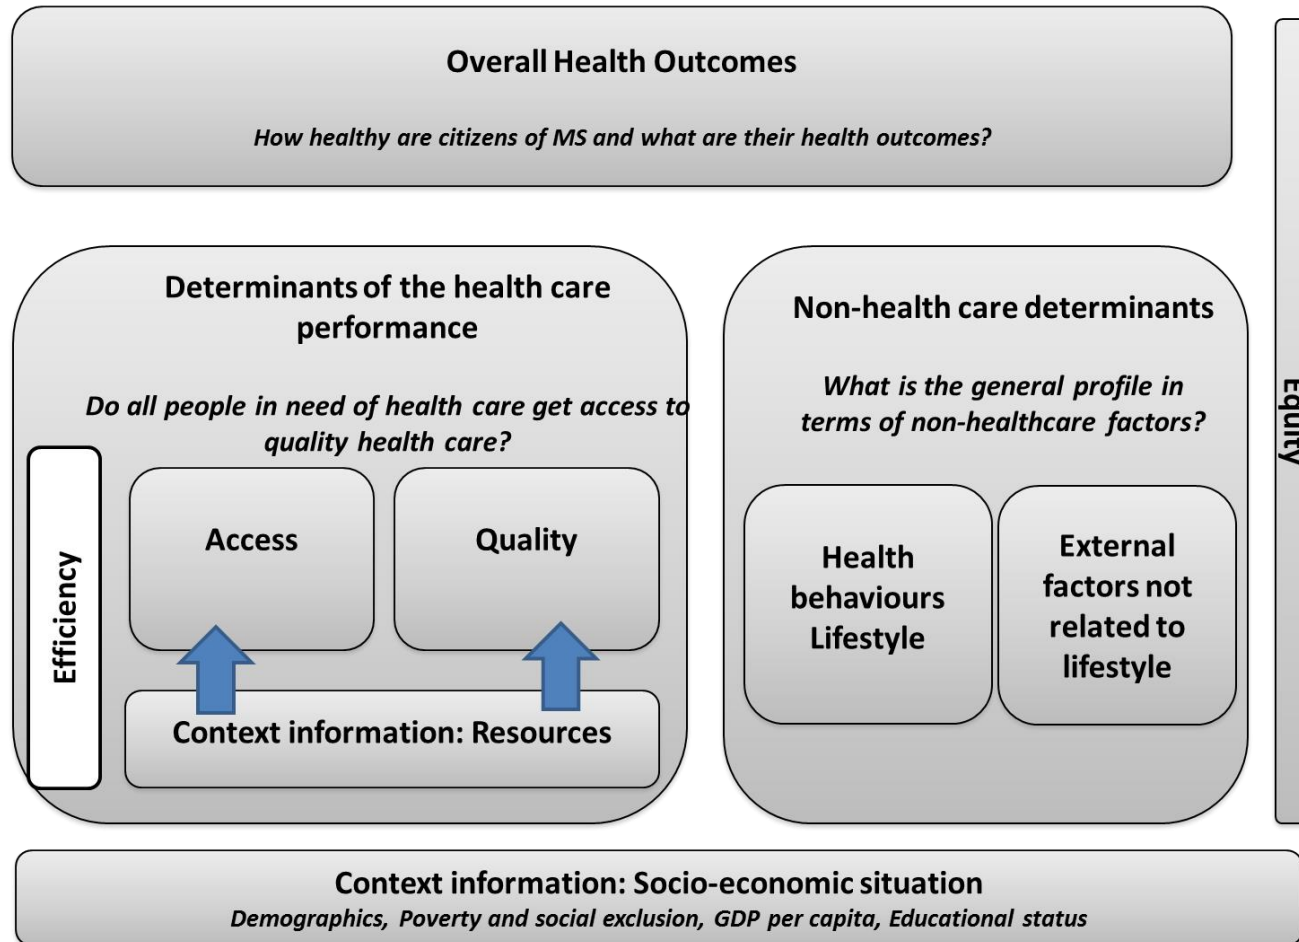 Overall Health Outcomes
How healthy are citizens of MS and what are their health outcomes?
Determinants of the health care
performance
Do all people in need of health care get access to
quality health care?
Efficiency
Access
Quality
Context information: Resources
Non-health care determinants
What is the general profile in
terms of non-healthcare factors?
Health
behaviours
Lifestyle
External
factors not
related to
lifestyle
Equity
Context information: Socio-economic situation
Demographics, Poverty and social exclusion, GDP per capita, Educational status